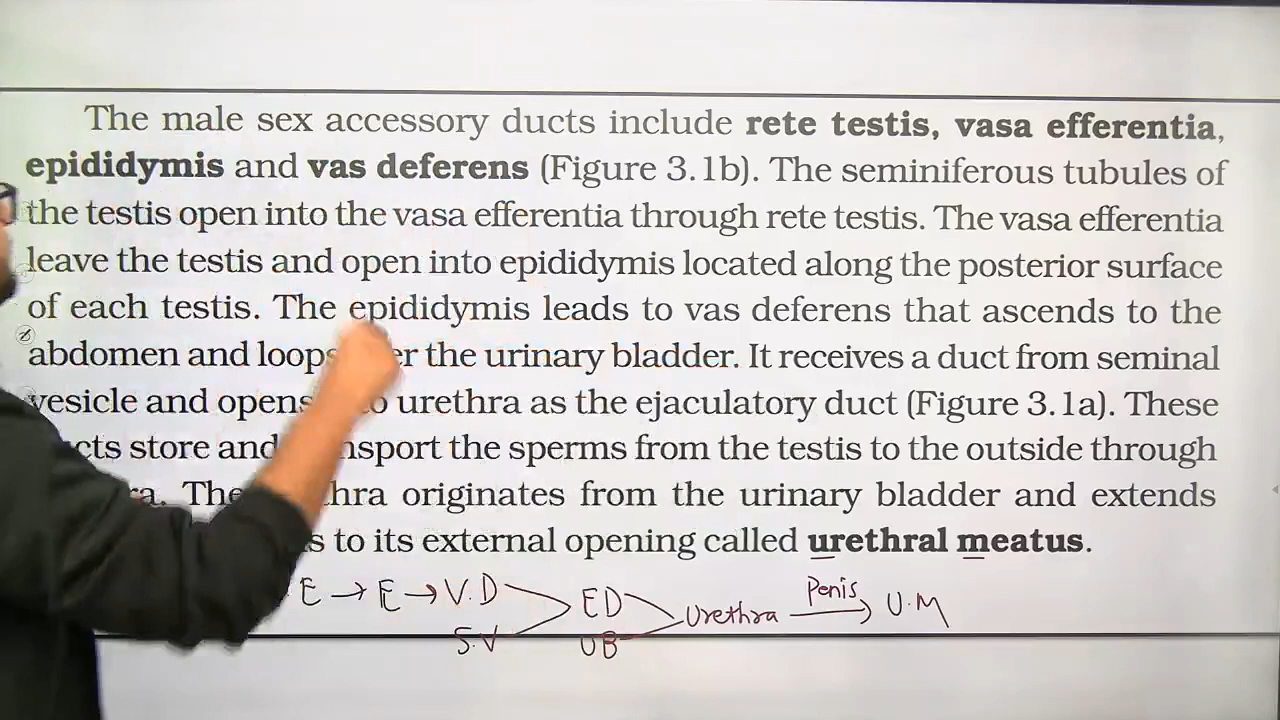 The male sex accessory ducts include rete testis, vasa efferentia,
epididymis and vas deferens (Figure 3.1b). The seminiferous tubules of
the testis open into the vasa efferentia through rete testis. The vasa efferentia
leave the testis and open into epididymis located along the posterior surface
of each testis. The epididymis leads to vas deferens that ascends to the
abdomen and loops the urinary bladder. It receives a duct from seminal
vesicle and opens urethra as the ejaculatory duct (Figure 3.1a). These
store and the sperms from the testis to the outside through
The originates from the urinary bladder and extends
to its external opening called urethral meatus.
E → E → V.D ED Urethra Penis → U.M
S.V UB